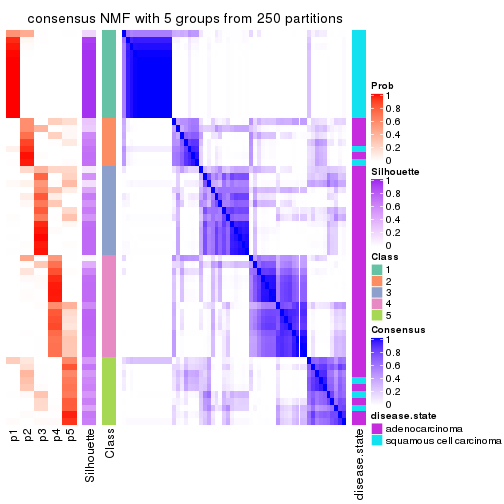 consensus NMF with 5 groups from 250 partitions
Prob
1
0.8
0.6
0.4
0.2
0
Silhouette
1
0.8
0.6
0.4
0.2
0
Class
1
2
3
4
5
Consensus
1
0.8
0.6
0.4
0.2
0
disease.state
adenocarcinoma
squamous cell carcinoma
p1
p2
p3
p4
p5
Silhouette
Class
disease.state